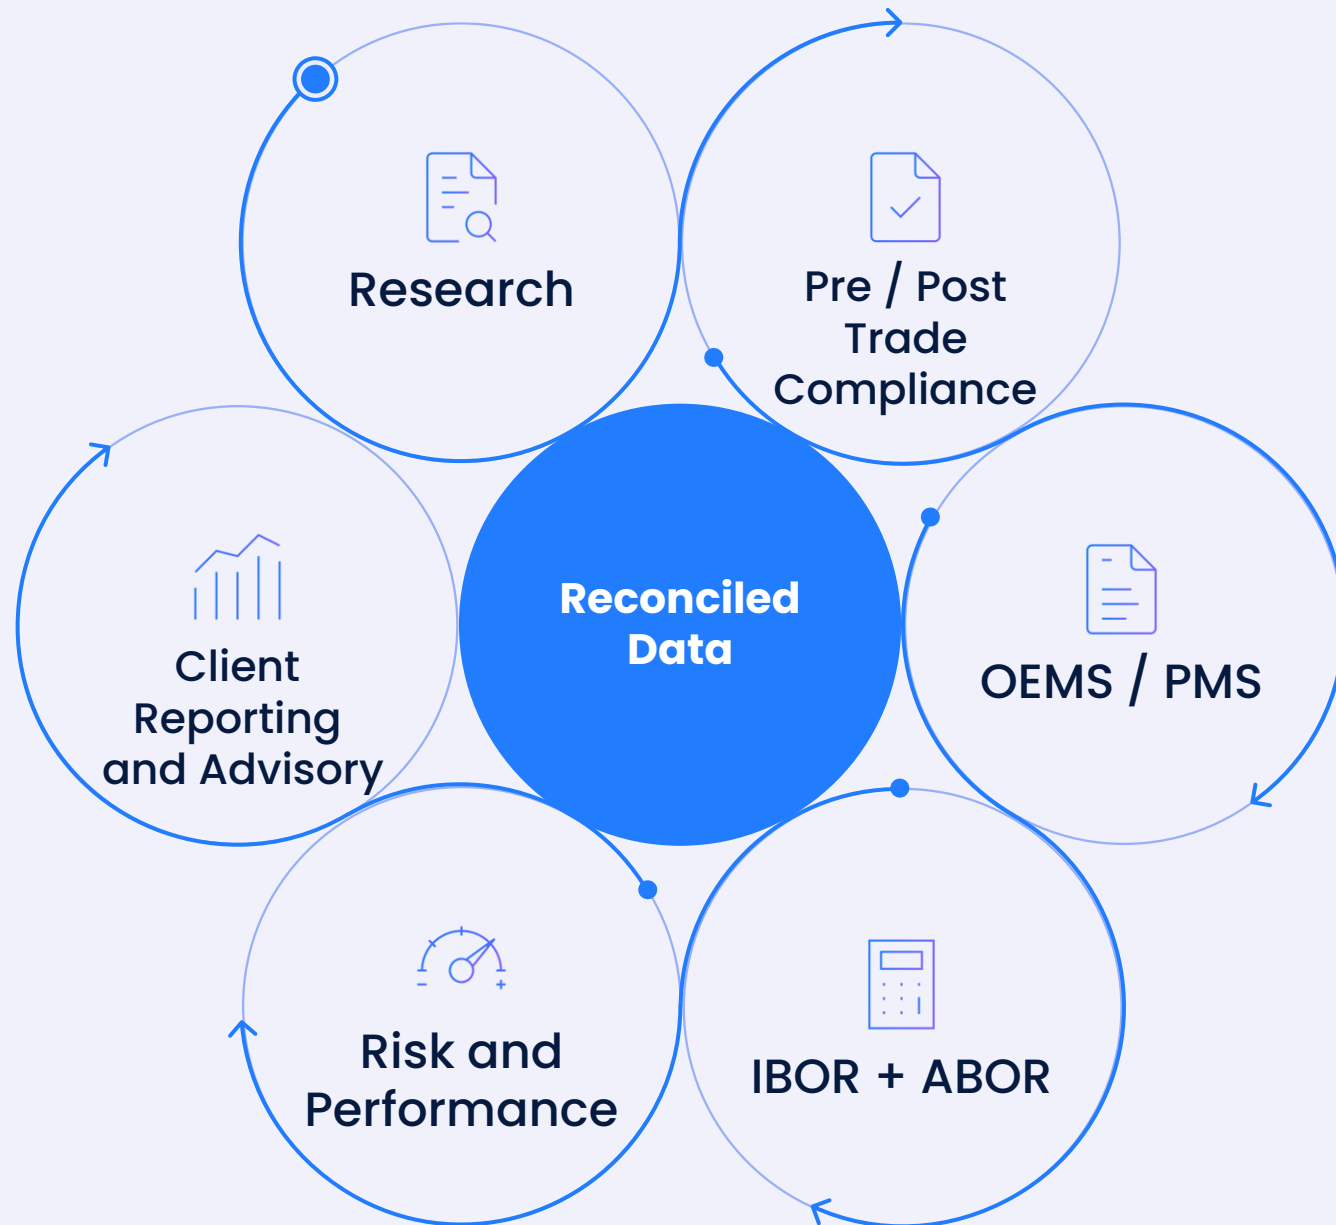 Research
Pre / Post
Trade
Compliance
Reconciled
Data
OEMS / PMS
Client
Reporting
and Advisory
Risk and
Performance
IBOR + ABOR